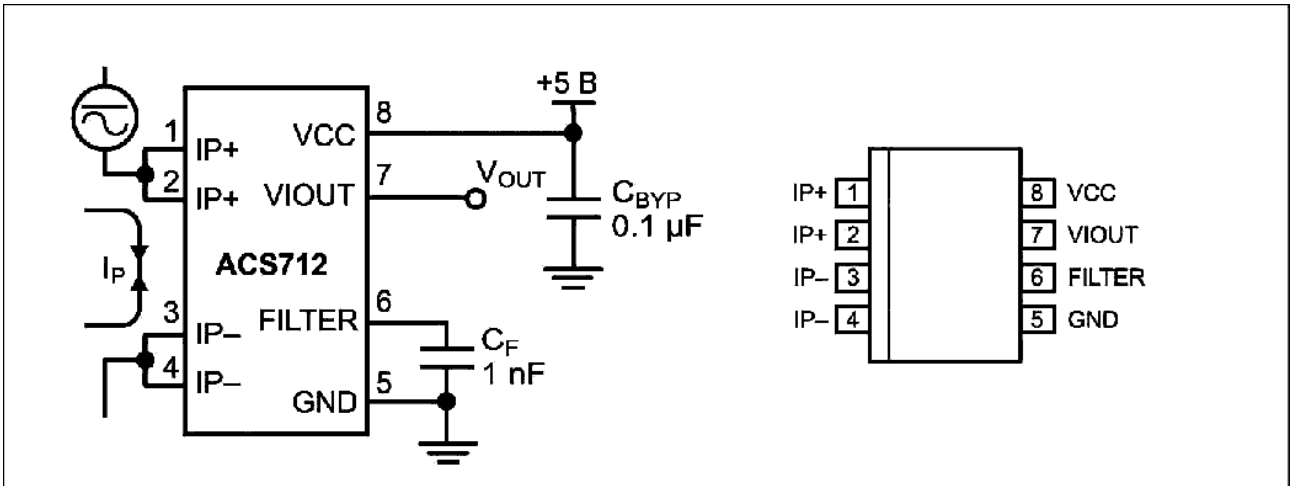 +5 В
8
1
IP+
VCC
7
VOUT
2
IP+
VIOUT
CBYP
0.1 µF
IP
ACS712
6
3
FILTER
IP–
CF
1 nF
4
IP–
5
GND
IP+ 1
8 VCC
IP+ 2
7 VIOUT
IP– 3
6 FILTER
IP– 4
5 GND